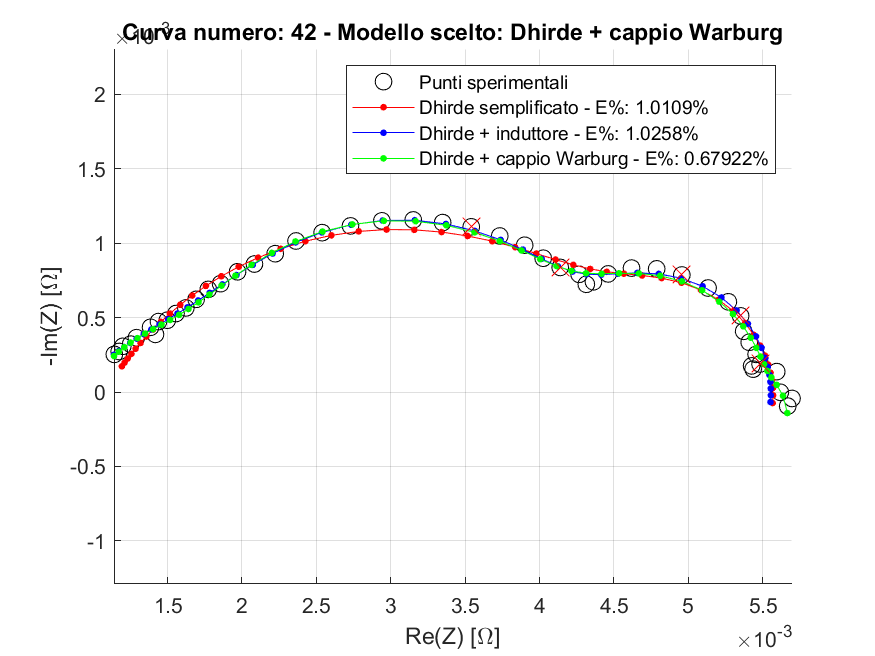 Curva numero: 42 - Modello scelto: Dhirde + cappio Warburg
×10-3
Punti sperimentali
Dhirde semplificato - E%: 1.0109%
Dhirde + induttore - E%: 1.0258%
Dhirde + cappio Warburg - E%: 0.67922%
2
1.5
1
0.5
0
-0.5
-1
-Im(Z) [Ω]
1.5 2 2.5 3 3.5 4 4.5 5 5.5
Re(Z) [Ω]
×10-3